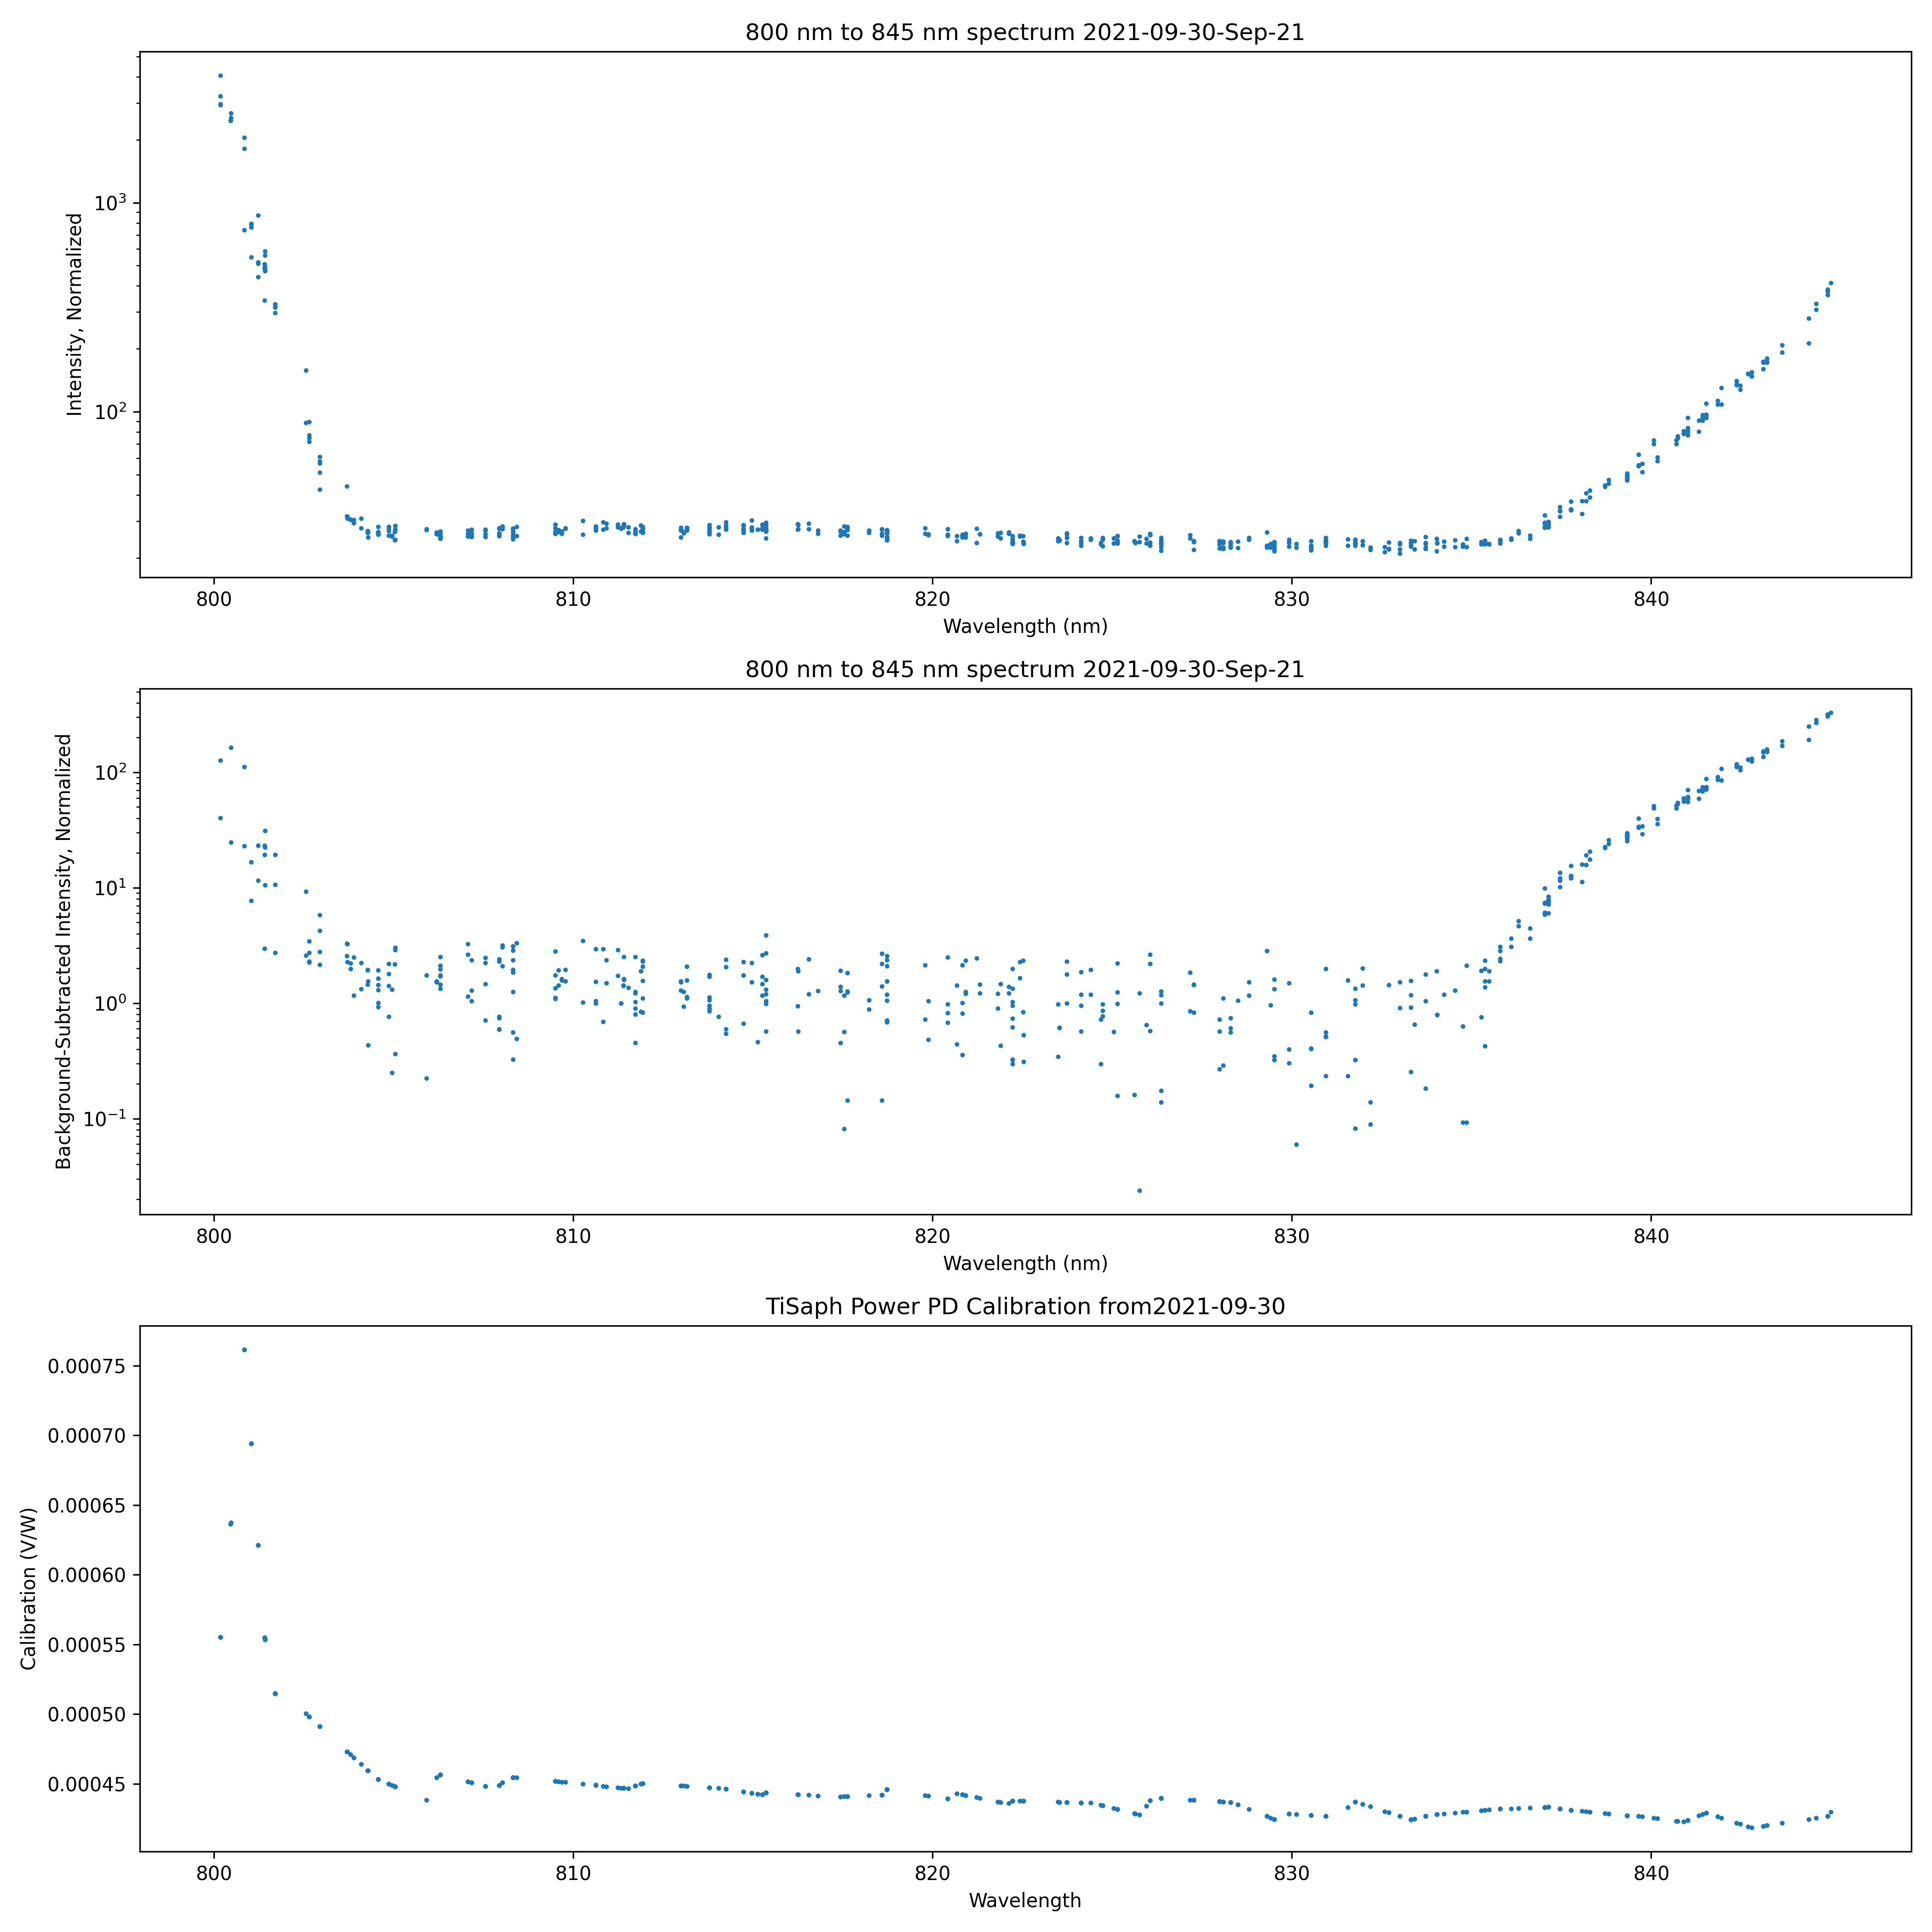 800 nm to 845 nm spectrum 2021-09-30-Sep-21
Intensity, Normalized
10³
10²
800 810 820 830 840
Wavelength (nm)
800 nm to 845 nm spectrum 2021-09-30-Sep-21
Background-Subtracted Intensity, Normalized
10²
10¹
10⁰
10⁻¹
800 810 820 830 840
Wavelength (nm)
TiSaph Power PD Calibration from2021-09-30
Calibration (V/W)
0.00075
0.00070
0.00065
0.00060
0.00055
0.00050
0.00045
800 810 820 830 840
Wavelength